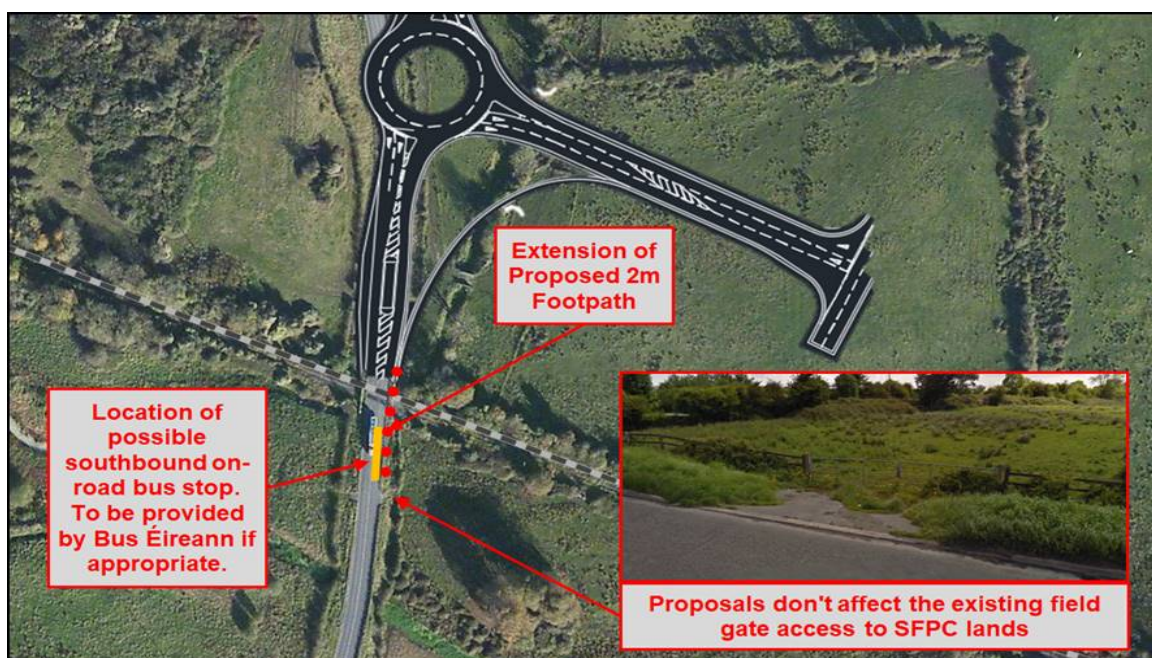 Extension of
Proposed 2m
Footpath
Location of
possible
southbound on-
road bus stop.
To be provided
by Bus Éireann if
appropriate.
Proposals don't affect the existing field
gate access to SFPC lands